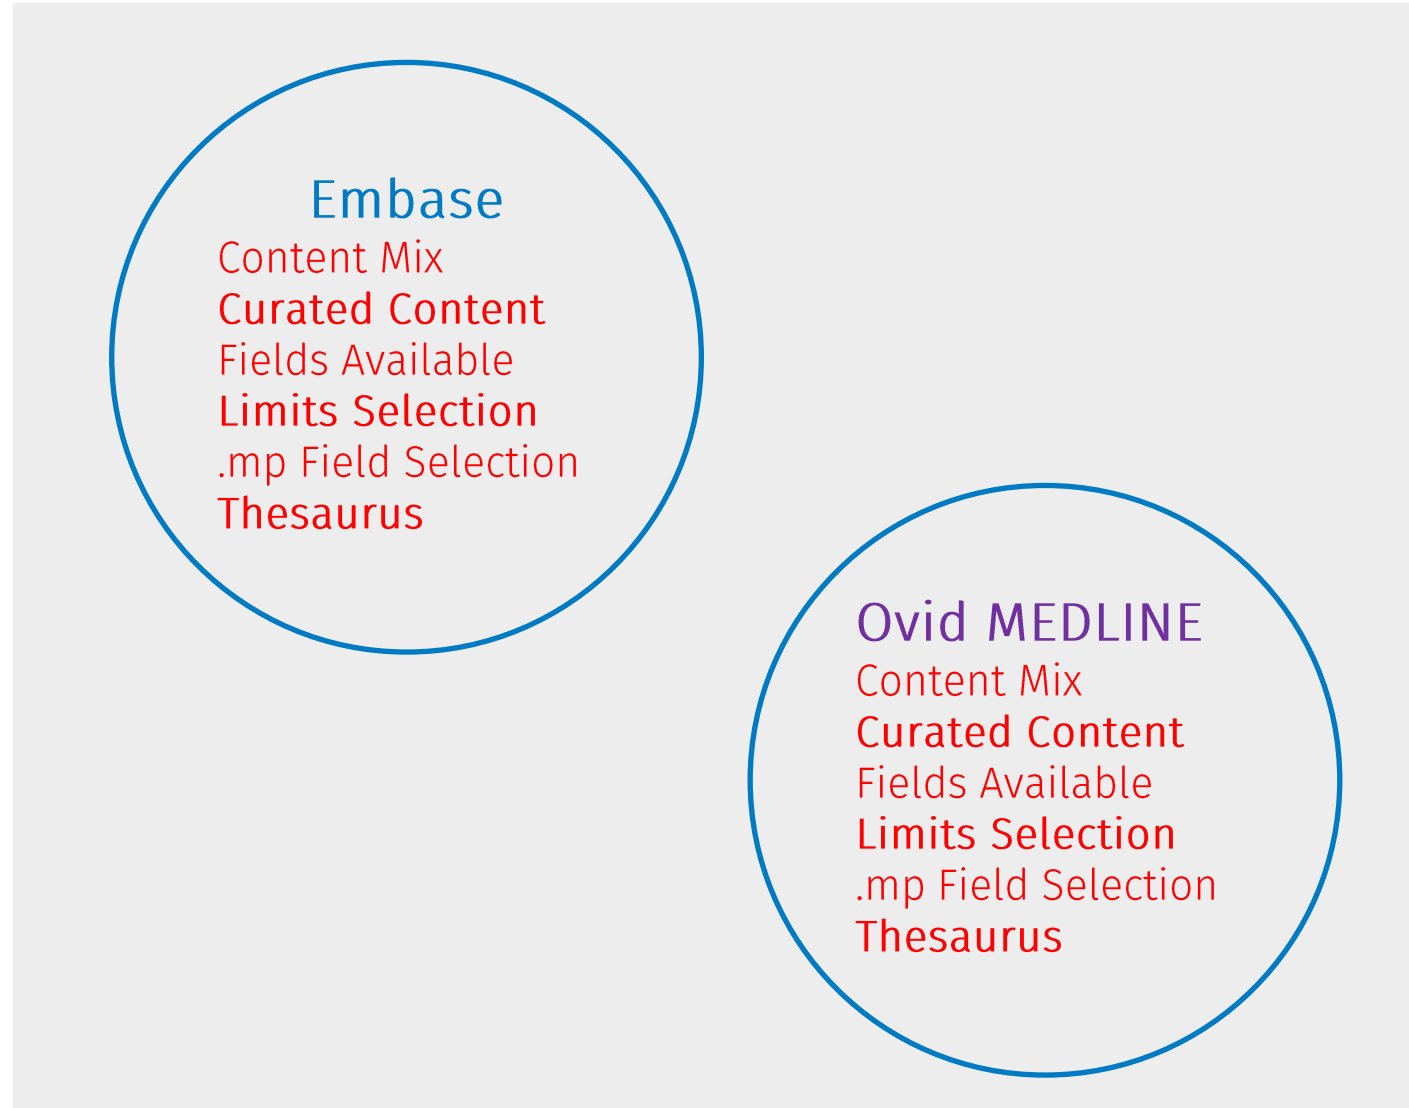 Embase
Content Mix
Curated Content
Fields Available
Limits Selection
.mp Field Selection
Thesaurus
Ovid MEDLINE
Content Mix
Curated Content
Fields Available
Limits Selection
.mp Field Selection
Thesaurus